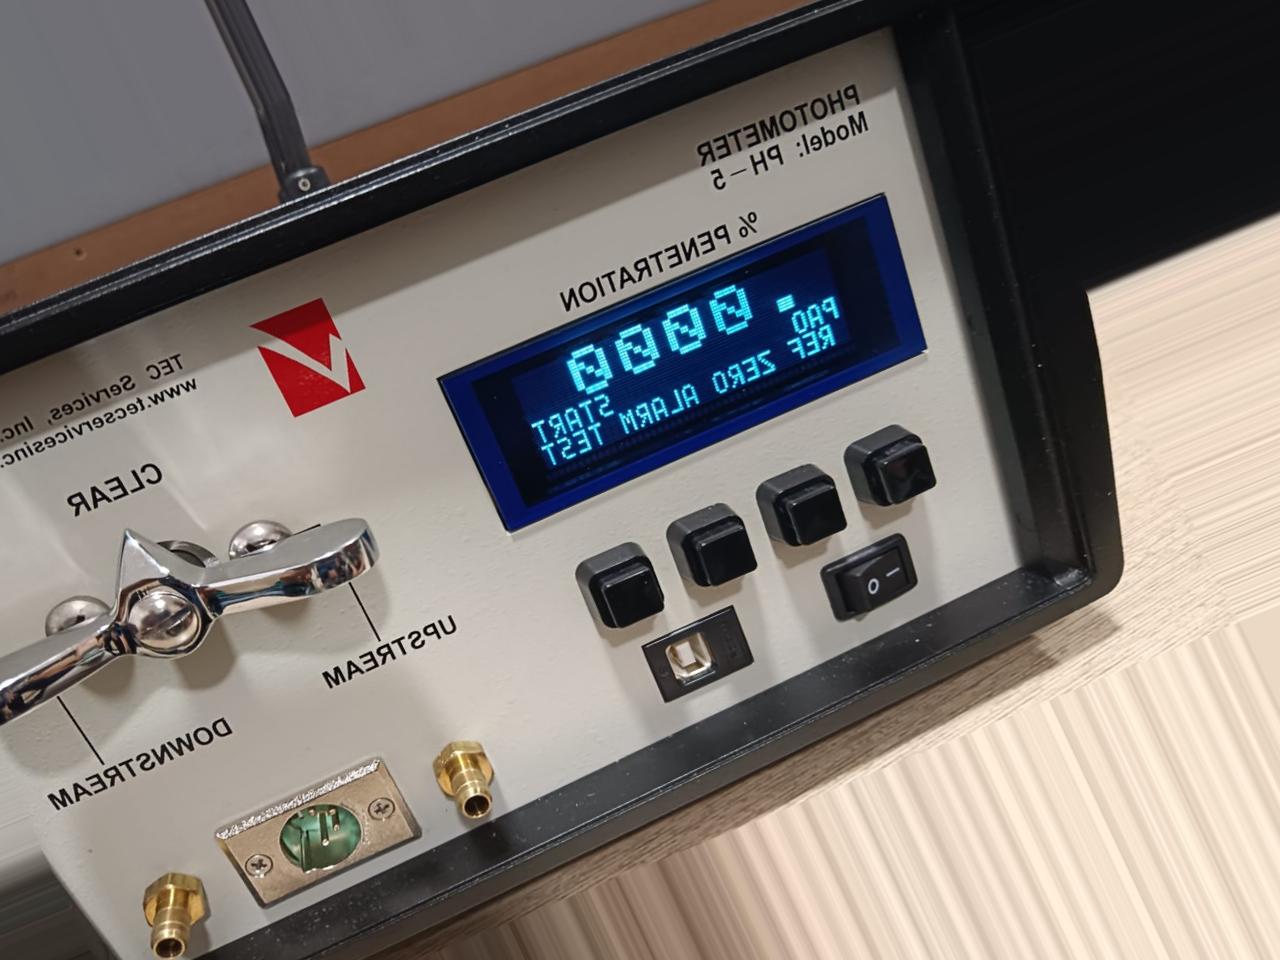 PHOTOMETER
Model: PH-5
% PENETRATION
.0000
PAO START
REF ZERO ALARM TEST
TEC Services, Inc.
www.tecservicesinc.
CLEAR
UPSTREAM
DOWNSTREAM
I O